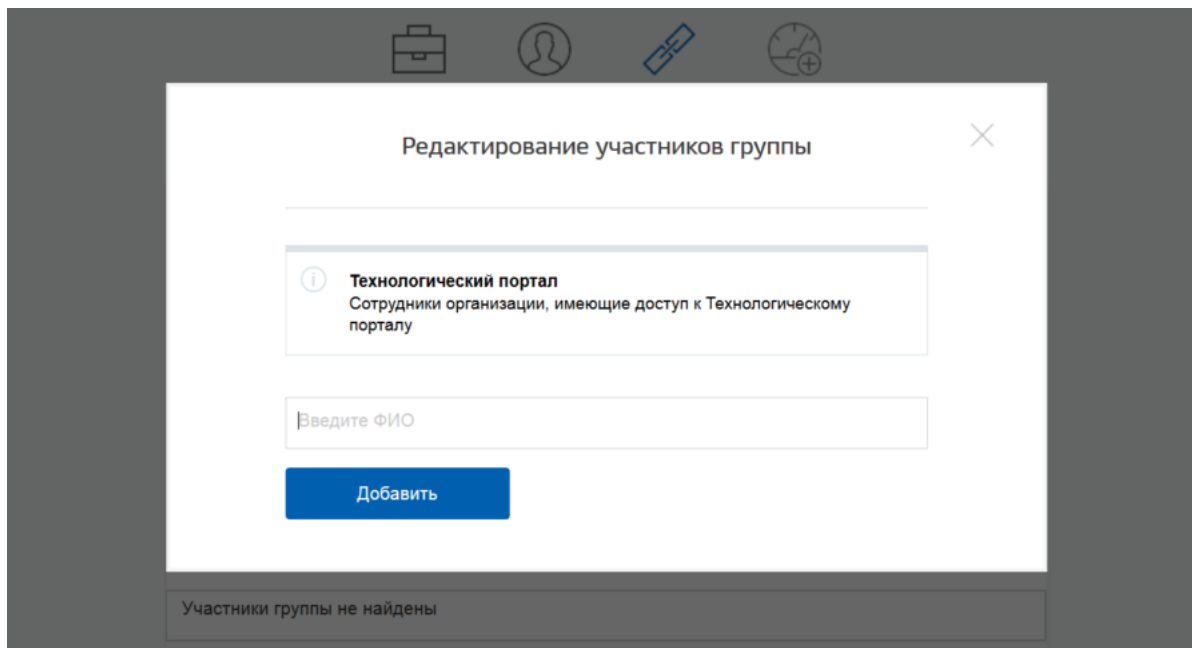 Редактирование участников группы
Технологический портал
Сотрудники организации, имеющие доступ к Технологическому
порталу
Введите ФИО
Добавить
Участники группы не найдены